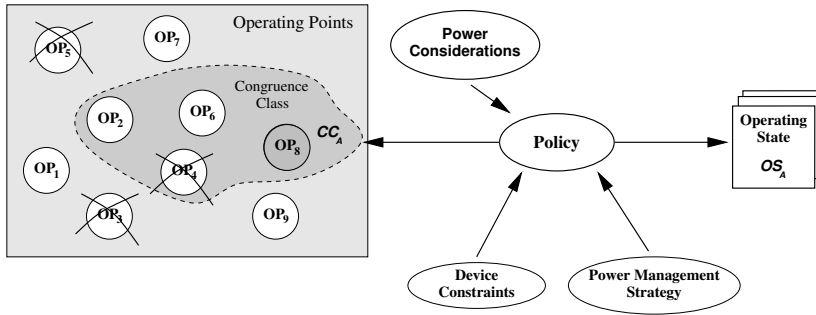 Operating Points
OP5
OP7
Congruence
Class
OP2
OP6
OP8
CCA
OP1
OP4
OP3
OP9
Power
Considerations
Policy
Device
Constraints
Power Management
Strategy
Operating
State
OSA